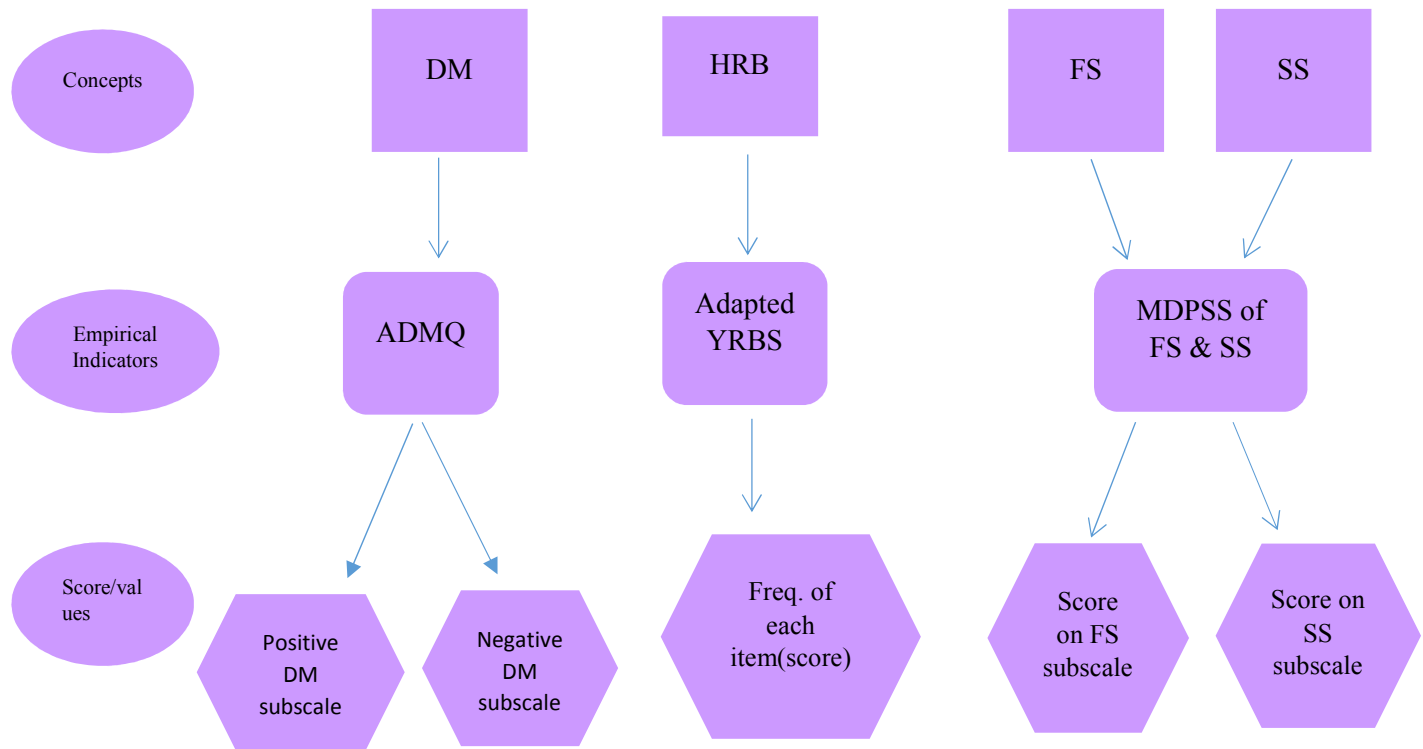 Concepts
DM
HRB
FS
SS
Empirical
Indicators
ADMQ
Adapted
YRBS
MDPSS of
FS & SS
Score/val
ues
Positive
DM
subscale
Negative
DM
subscale
Freq. of
each
item(score)
Score
on FS
subscale
Score on
SS
subscale